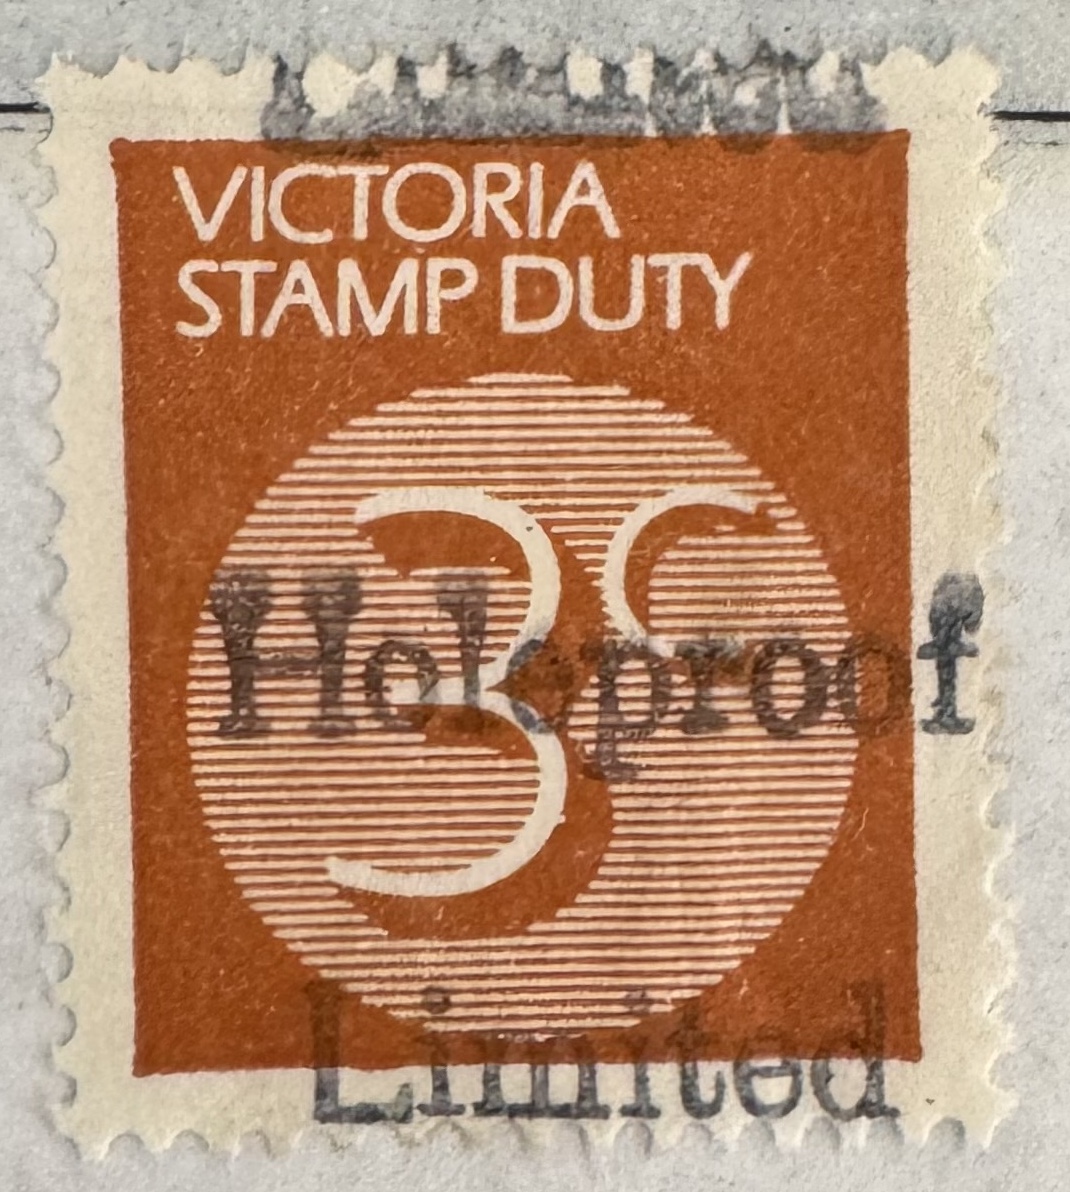 VICTORIA
STAMP DUTY
3c
Holeproof
Limited